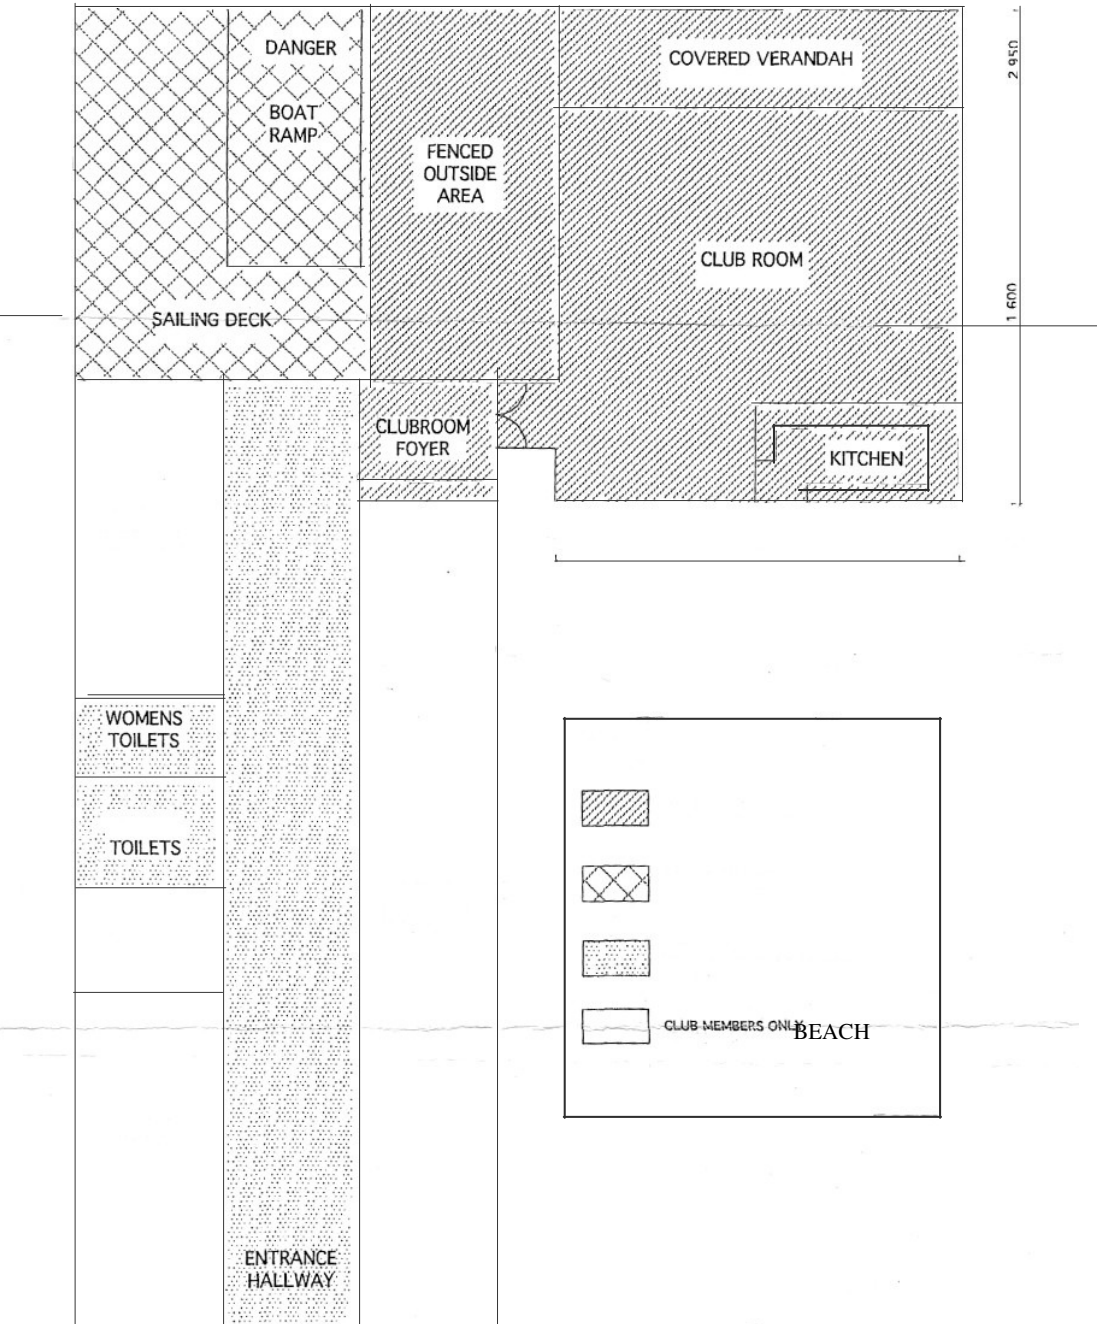 DANGER
COVERED VERANDAH
2 950
BOAT
RAMP
FENCED
OUTSIDE
AREA
CLUB ROOM
1 600
SAILING DECK
CLUBROOM
FOYER
KITCHEN
WOMENS
TOILETS
TOILETS
CLUB MEMBERS ONLY
BEACH
ENTRANCE
HALLWAY